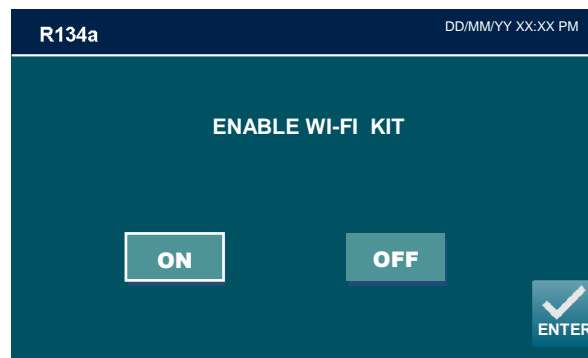 R134a
DD/MM/YY XX:XX PM
ENABLE WI-FI KIT
ON OFF
ENTER